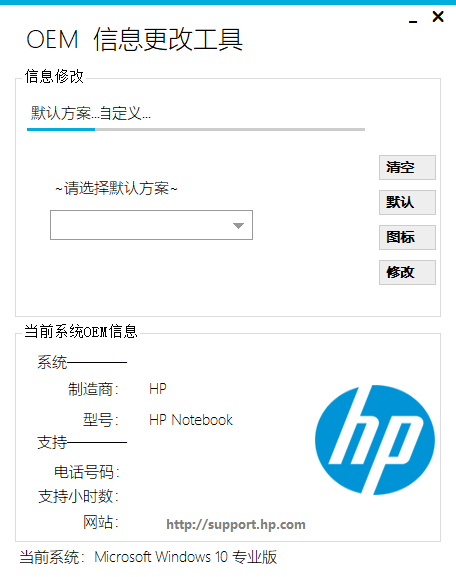 OEM 信息更改工具
信息修改
默认方案...自定义...
清空
~请选择默认方案~
默认
图标
修改
当前系统OEM信息
系统————
制造商: HP
型号: HP Notebook
hp
支持————
电话号码:
支持小时数:
网站: http://support.hp.com
当前系统: Microsoft Windows 10 专业版